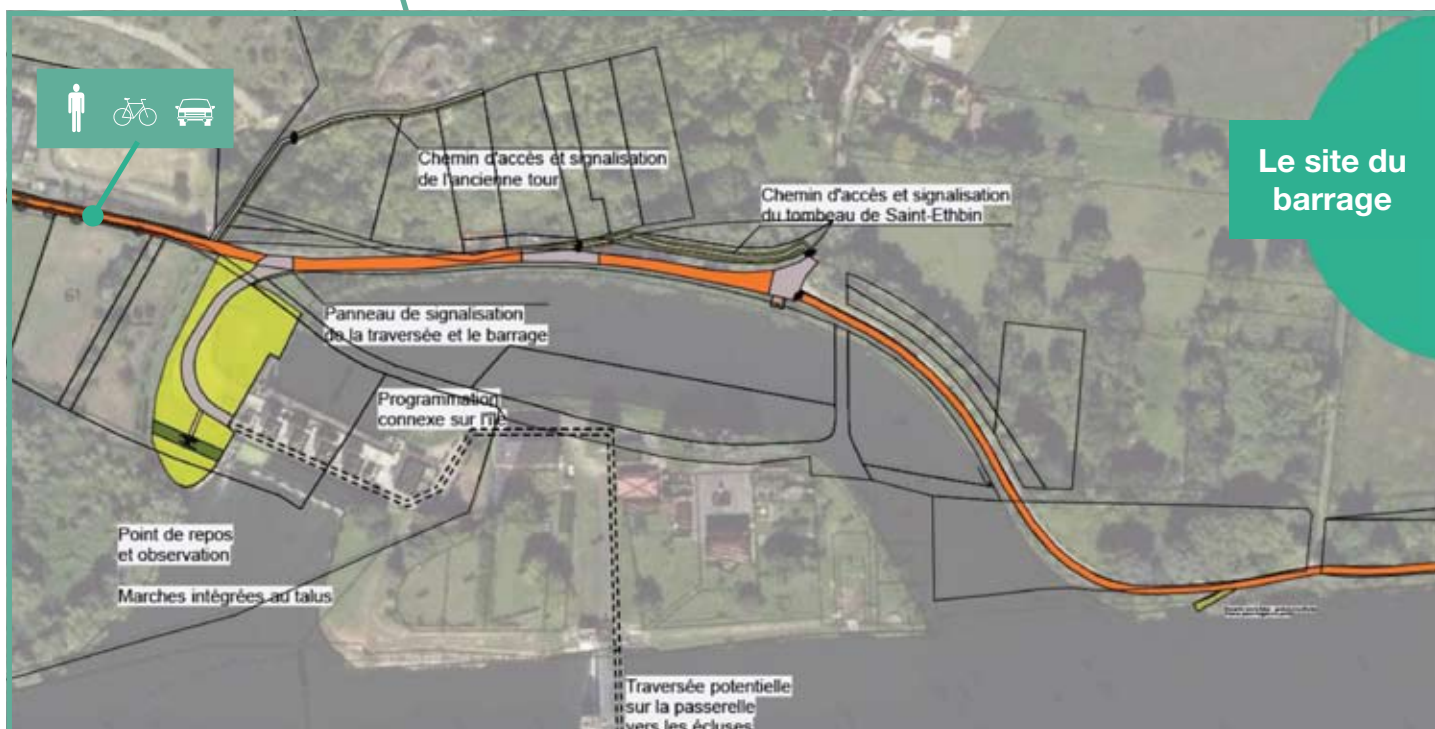 Le site du
barrage
Chemin d'accès et signalisation
de l'ancienne tour
Chemin d'accès et signalisation
du tombeau de Saint-Ethbin
61
Panneau de signalisation
de la traversée et le barrage
Programmation
connexe sur l'île
Point de repos
et observation
Marches intégrées au talus
Traversée potentielle
sur la passerelle
vers les écluses